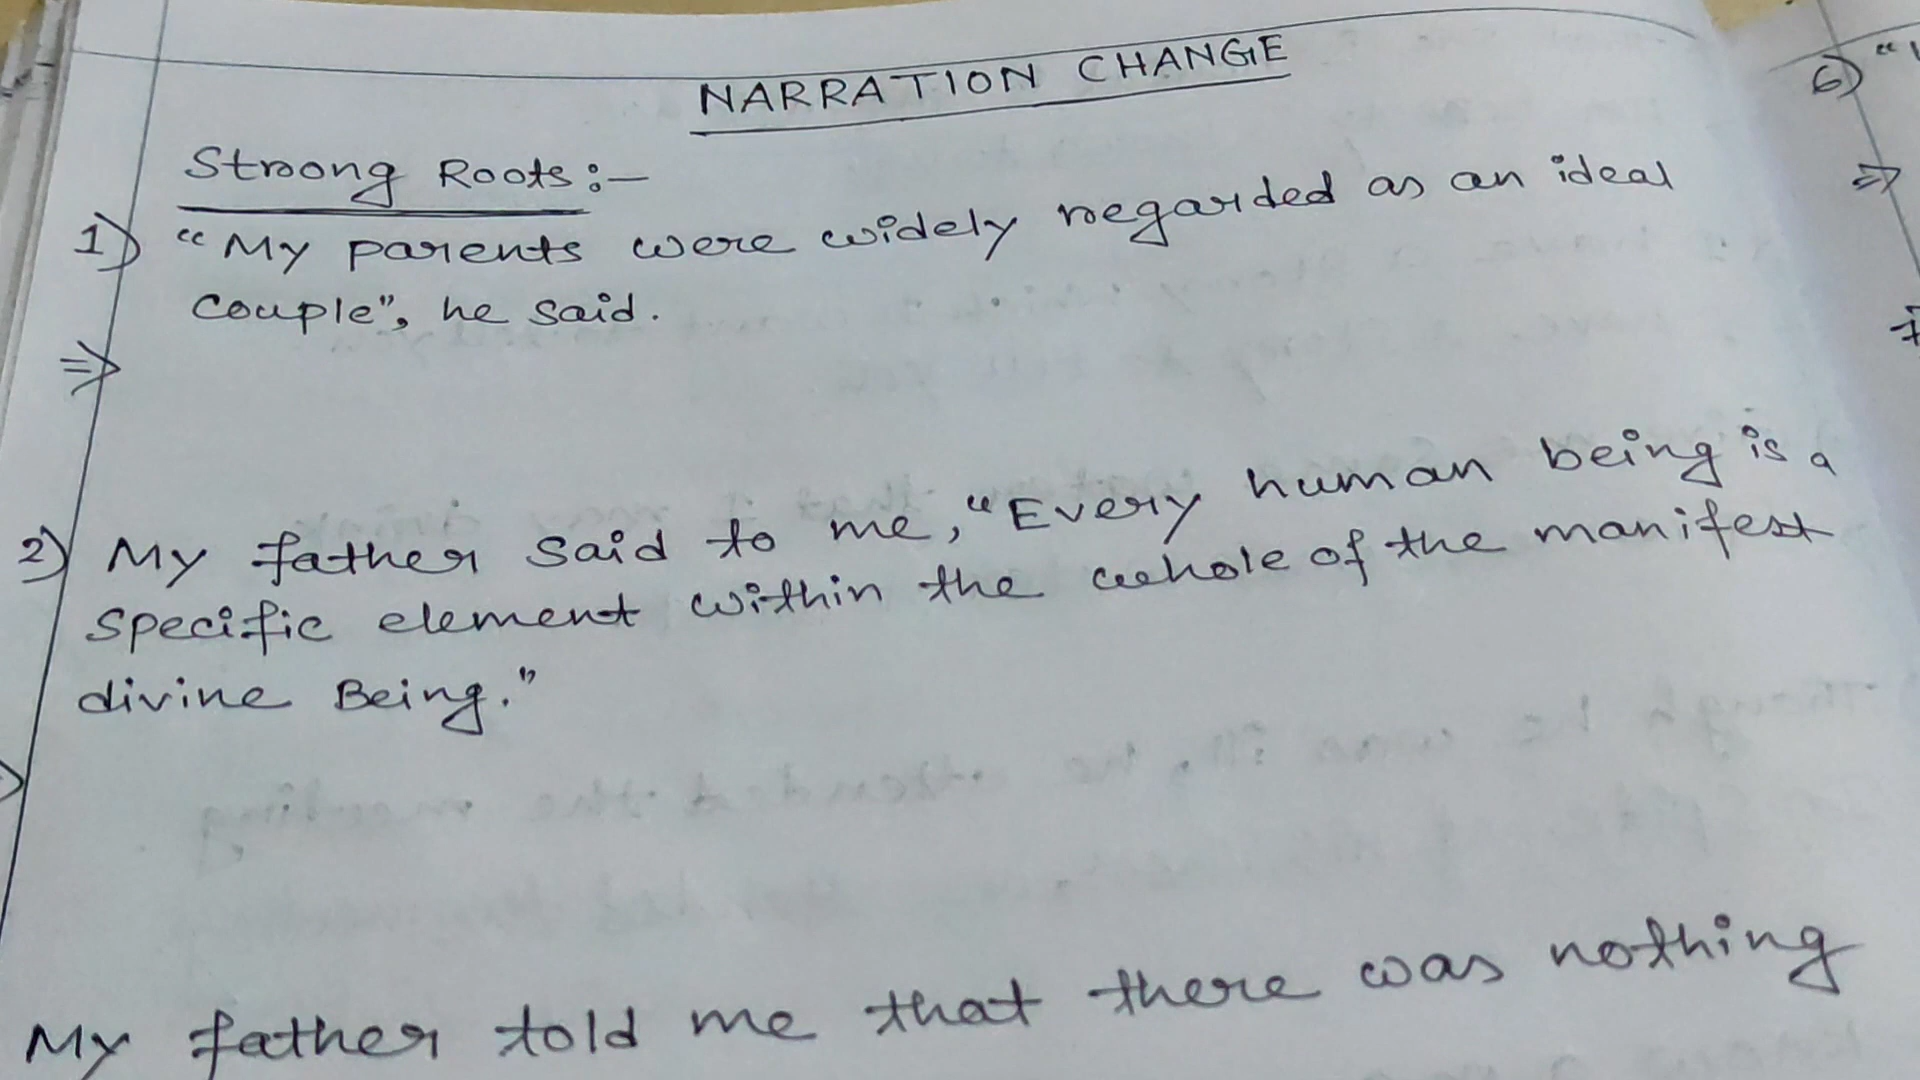 NARRATION CHANGE
Strong Roots:-
1) "My parents were widely regarded as an ideal
couple", he said.
⇒
2) My father said to me, "Every human being is a
specific element within the whole of the manifest
divine Being."
My father told me that there was nothing
6) "
⇒